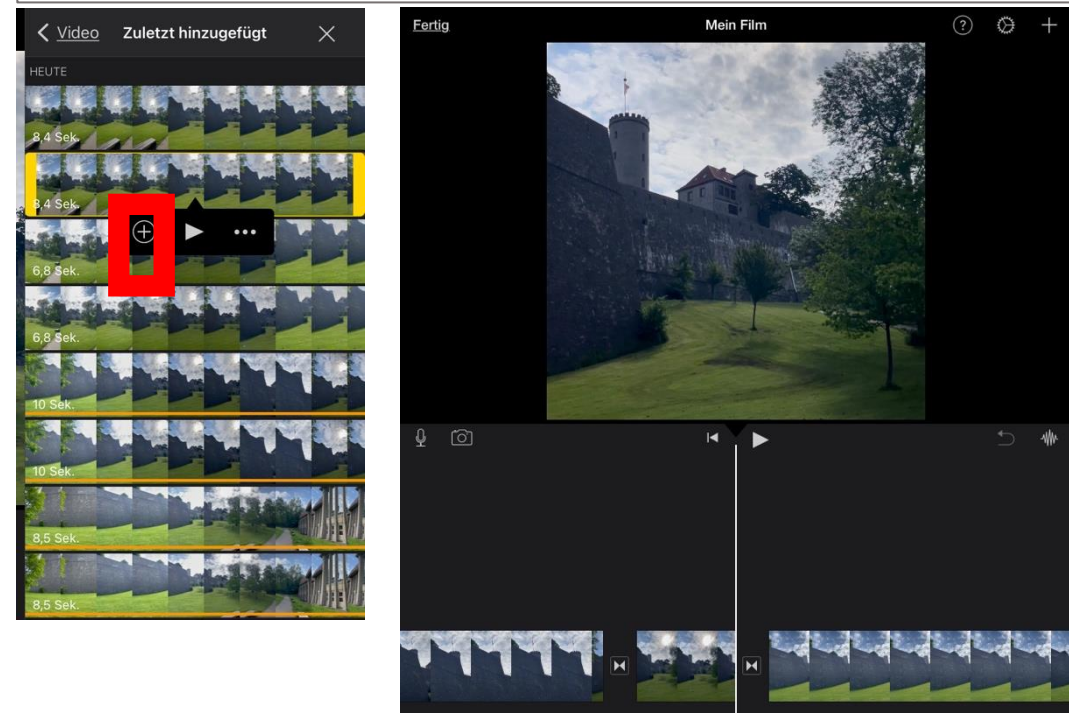 Video Zuletzt hinzugefügt
HEUTE
8,4 Sek.
8,4 Sek.
6,8 Sek.
6,8 Sek.
10 Sek.
10 Sek.
8,5 Sek.
8,5 Sek.
Fertig Mein Film ?